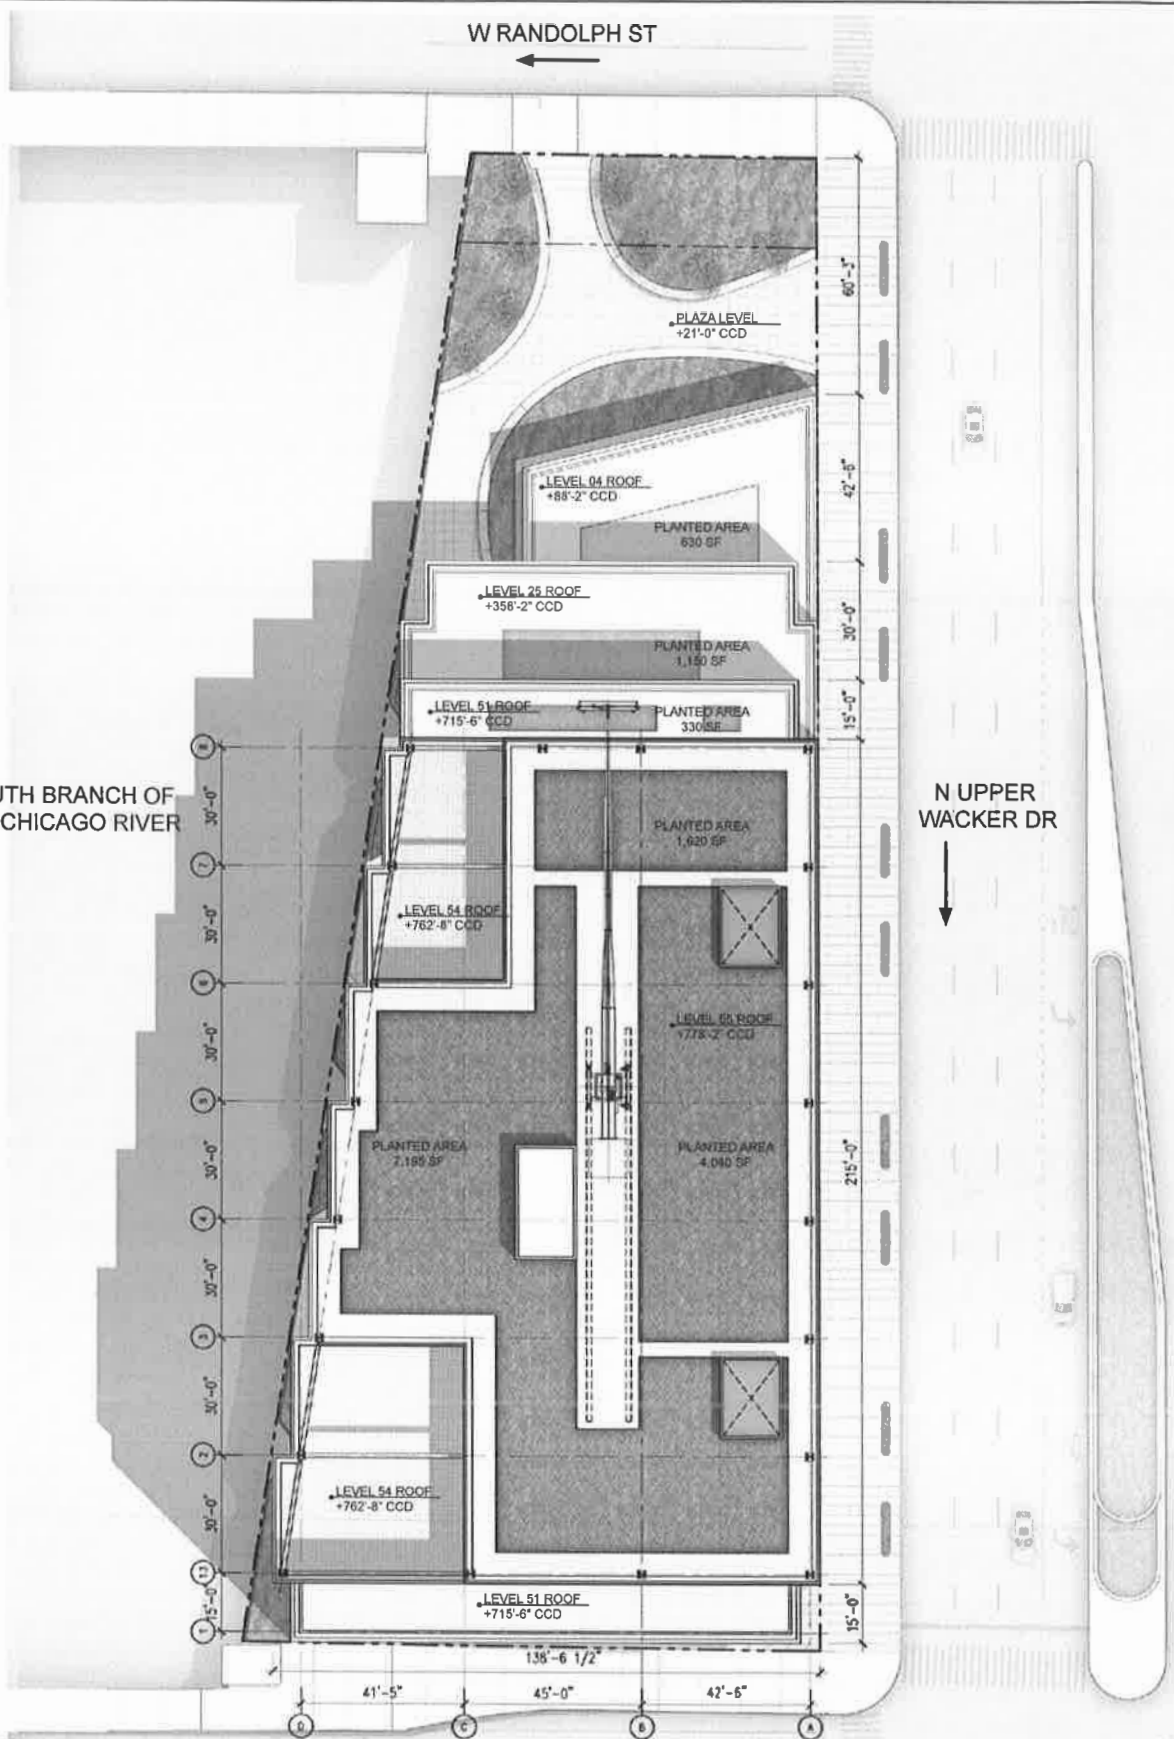 W RANDOLPH ST
60'-3"
PLAZA LEVEL
+21'-0" CCD
42'-6"
LEVEL 04 ROOF
+88'-2" CCD
PLANTED AREA
630 SF
LEVEL 25 ROOF
+356'-2" CCD
30'-0"
PLANTED AREA
1,150 SF
LEVEL 51 ROOF
+715'-6" CCD
PLANTED AREA
330 SF
15'-0"
8
UTH BRANCH OF
CHICAGO RIVER
30'-0"
N UPPER
WACKER DR
PLANTED AREA
1,620 SF
7
LEVEL 54 ROOF
+762'-8" CCD
30'-0"
6
LEVEL 55 ROOF
+778'-2" CCD
30'-0"
5
PLANTED AREA
7,195 SF
PLANTED AREA
4,040 SF
30'-0"
215'-0"
4
30'-0"
3
30'-0"
2
LEVEL 54 ROOF
+762'-8" CCD
30'-0"
1.1
LEVEL 51 ROOF
+715'-6" CCD
15'-0"
15'-0"
1
138'-6 1/2"
41'-5"
45'-0"
42'-6"
D
C
B
A